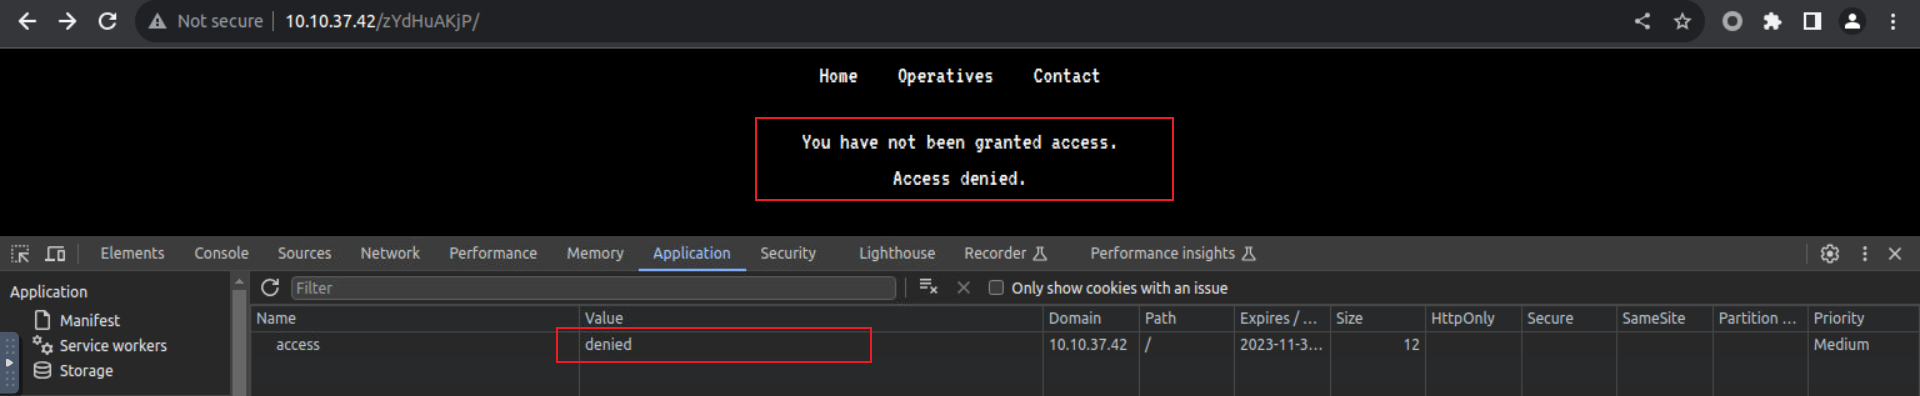 Not secure 10.10.37.42/zYdHuAKjP/
Home Operatives Contact
You have not been granted access.
Access denied.
Elements Console Sources Network Performance Memory Application Security Lighthouse Recorder Performance insights
Application
Filter
Only show cookies with an issue
Name Value Domain Path Expires / ... Size HttpOnly Secure SameSite Partition ... Priority
Manifest
access denied 10.10.37.42 / 2023-11-3... 12 Medium
Service workers
Storage